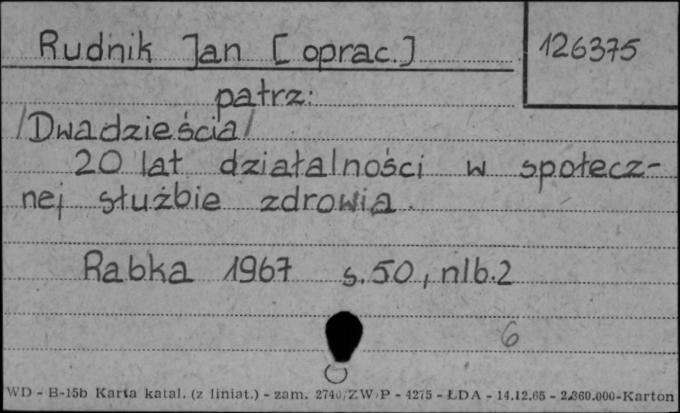 Rudnik Jan [oprac.]
126375
patrz:
/Dwadzieścia/
20 lat działalności w społecz-
nej służbie zdrowia.
Rabka 1967 s.50, nlb.2
6
WD - B-15b Karta katal. (z liniat.) - zam. 2740/ZW/P - 4275 - ŁDA - 14.12.65 - 2.360.000-Karton